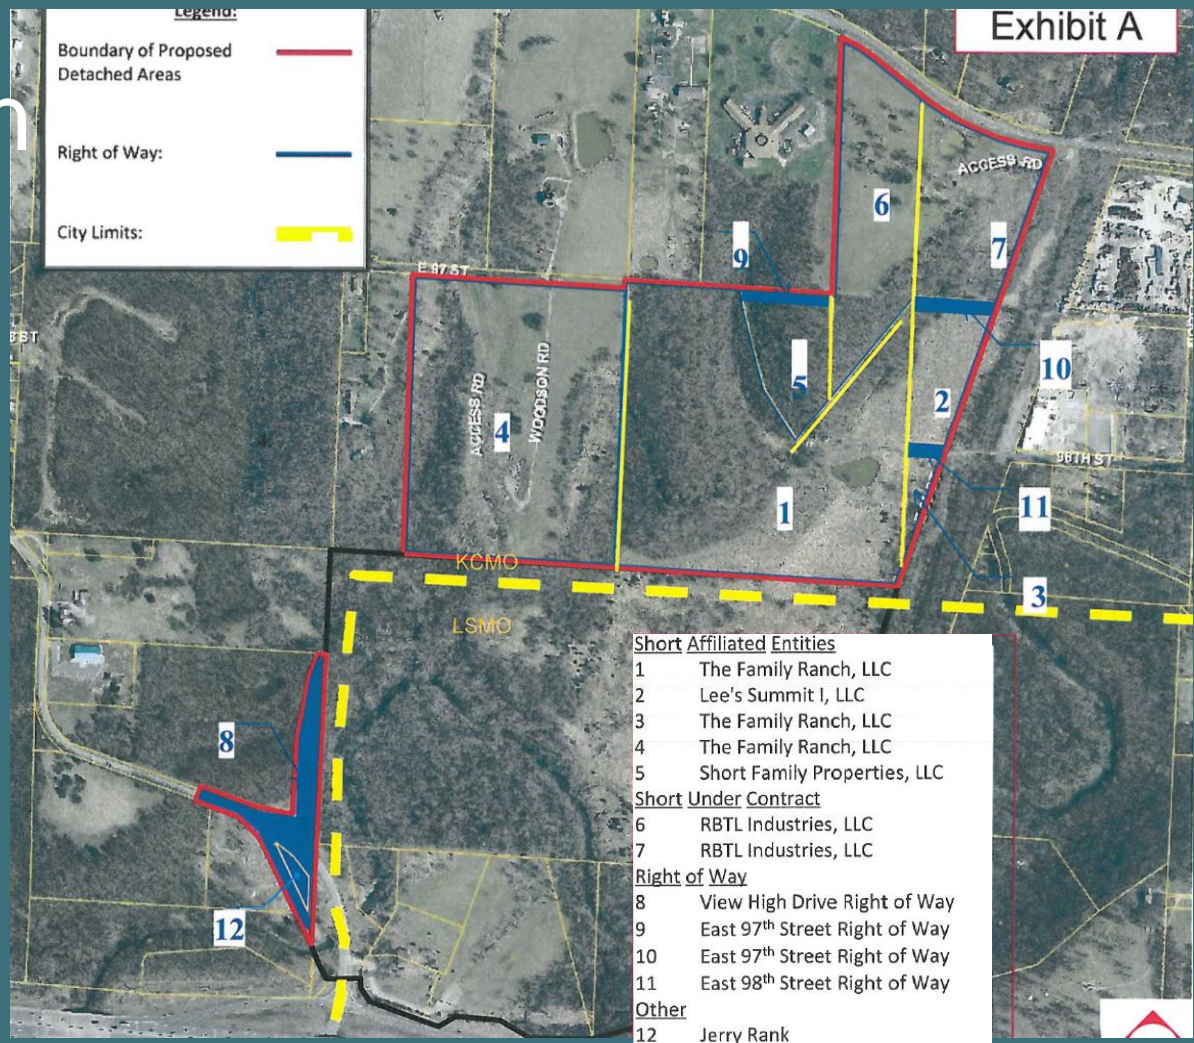 Exhibit A
Legend:
Boundary of Proposed
Detached Areas
Right of Way:
City Limits:
n
ACCESS RD
6
7
9
E 97 ST
10
5
2
ACCESS RD
WOODSON RD
4
98TH ST
1
11
KCMO
3
LSMO
8
12
Short Affiliated Entities
1 The Family Ranch, LLC
2 Lee's Summit I, LLC
3 The Family Ranch, LLC
4 The Family Ranch, LLC
5 Short Family Properties, LLC
Short Under Contract
6 RBTL Industries, LLC
7 RBTL Industries, LLC
Right of Way
8 View High Drive Right of Way
9 East 97th Street Right of Way
10 East 97th Street Right of Way
11 East 98th Street Right of Way
Other
12 Jerry Rank